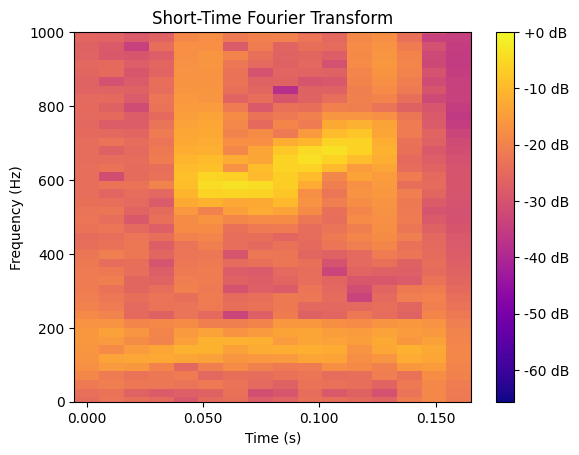 Short-Time Fourier Transform
1000
800
600
400
200
0
Frequency (Hz)
0.000
0.050
0.100
0.150
Time (s)
+0 dB
-10 dB
-20 dB
-30 dB
-40 dB
-50 dB
-60 dB